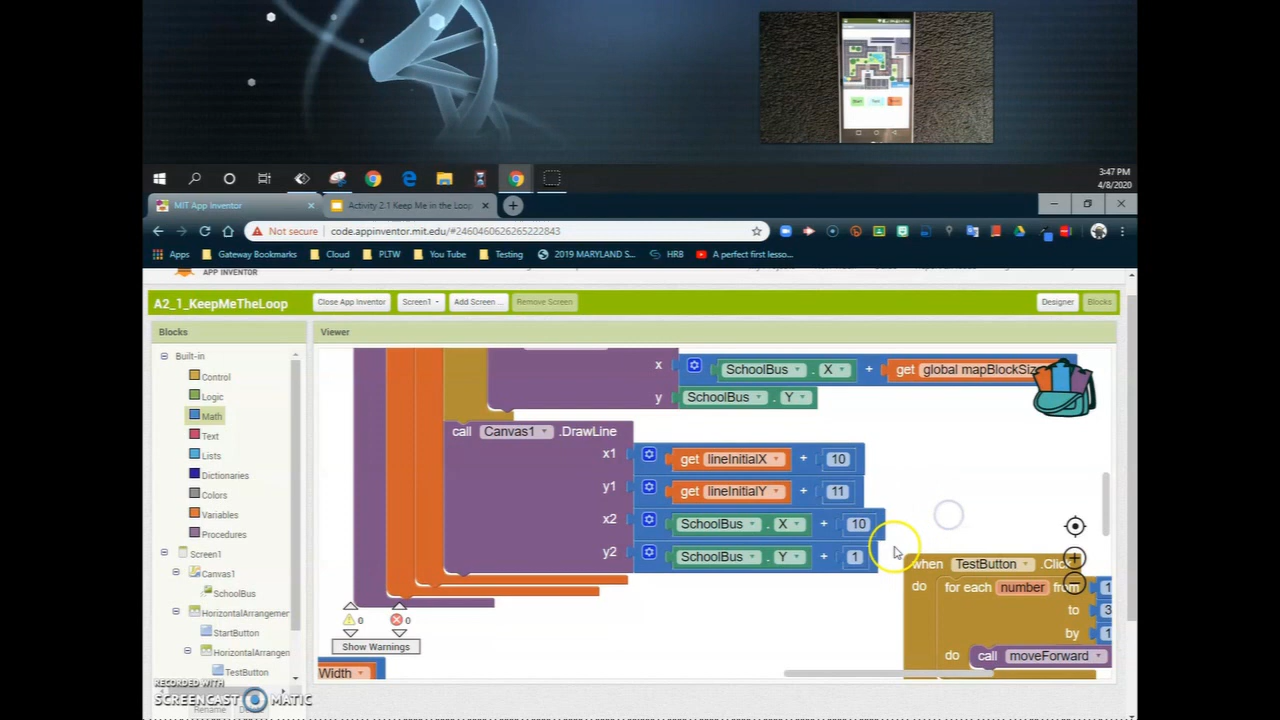 3:47 PM
4/8/2020
MIT App Inventor
Activity 2.1 Keep Me in the Loop
Not secure code.appinventor.mit.edu/#2460460626265222843
Apps Gateway Bookmarks Cloud PLTW You Tube Testing 2019 MARYLAND S... HRB A perfect first lesso...
APP INVENTOR
A2_1_KeepMeTheLoop Close App Inventor Screen1 Add Screen ... Remove Screen Designer Blocks
Blocks Viewer
Built-in
Control
Logic
Math
Text
Lists
Dictionaries
Colors
Variables
Procedures
Screen1
Canvas1
SchoolBus
HorizontalArrangemer
StartButton
HorizontalArrangen
TestButton
x SchoolBus . X + get global mapBlockSiz
y SchoolBus . Y
call Canvas1 .DrawLine
x1 get lineInitialX + 10
y1 get lineInitialY + 11
x2 SchoolBus . X + 10
y2 SchoolBus . Y + 1
when TestButton .Click
do for each number from 1
to 3
by 1
do call moveForward
0 0
Show Warnings
Width
RECORDED WITH
SCREENCAST MATIC
Rename